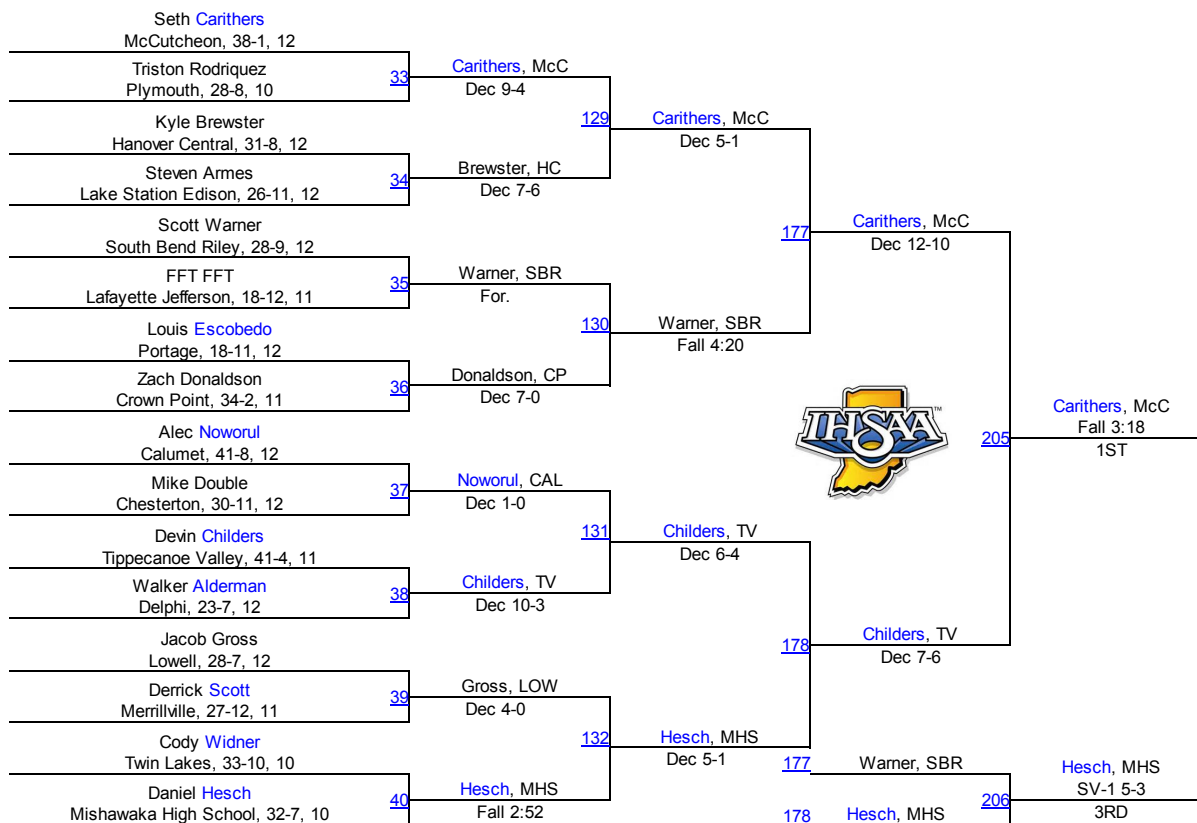 Seth Carithers
McCutcheon, 38-1, 12
Triston Rodriquez
Plymouth, 28-8, 10
33
Kyle Brewster
Hanover Central, 31-8, 12
Steven Armes
Lake Station Edison, 26-11, 12
34
Scott Warner
South Bend Riley, 28-9, 12
FFT FFT
Lafayette Jefferson, 18-12, 11
35
Louis Escobedo
Portage, 18-11, 12
Zach Donaldson
Crown Point, 34-2, 11
36
Alec Noworul
Calumet, 41-8, 12
Mike Double
Chesterton, 30-11, 12
37
Devin Childers
Tippecanoe Valley, 41-4, 11
Walker Alderman
Delphi, 23-7, 12
38
Jacob Gross
Lowell, 28-7, 12
Derrick Scott
Merrillville, 27-12, 11
39
Cody Widner
Twin Lakes, 33-10, 10
Daniel Hesch
Mishawaka High School, 32-7, 10
40
Carithers, McC
Dec 9-4
129
Brewster, HC
Dec 7-6
Warner, SBR
For.
130
Donaldson, CP
Dec 7-0
Noworul, CAL
Dec 1-0
131
Childers, TV
Dec 10-3
Gross, LOW
Dec 4-0
132
Hesch, MHS
Fall 2:52
Carithers, McC
Dec 5-1
177
Warner, SBR
Fall 4:20
Childers, TV
Dec 6-4
178
Hesch, MHS
Dec 5-1
Carithers, McC
Dec 12-10
IHSAA™
205
Childers, TV
Dec 7-6
Carithers, McC
Fall 3:18
1ST
177
Warner, SBR
178
Hesch, MHS
206
Hesch, MHS
SV-1 5-3
3RD